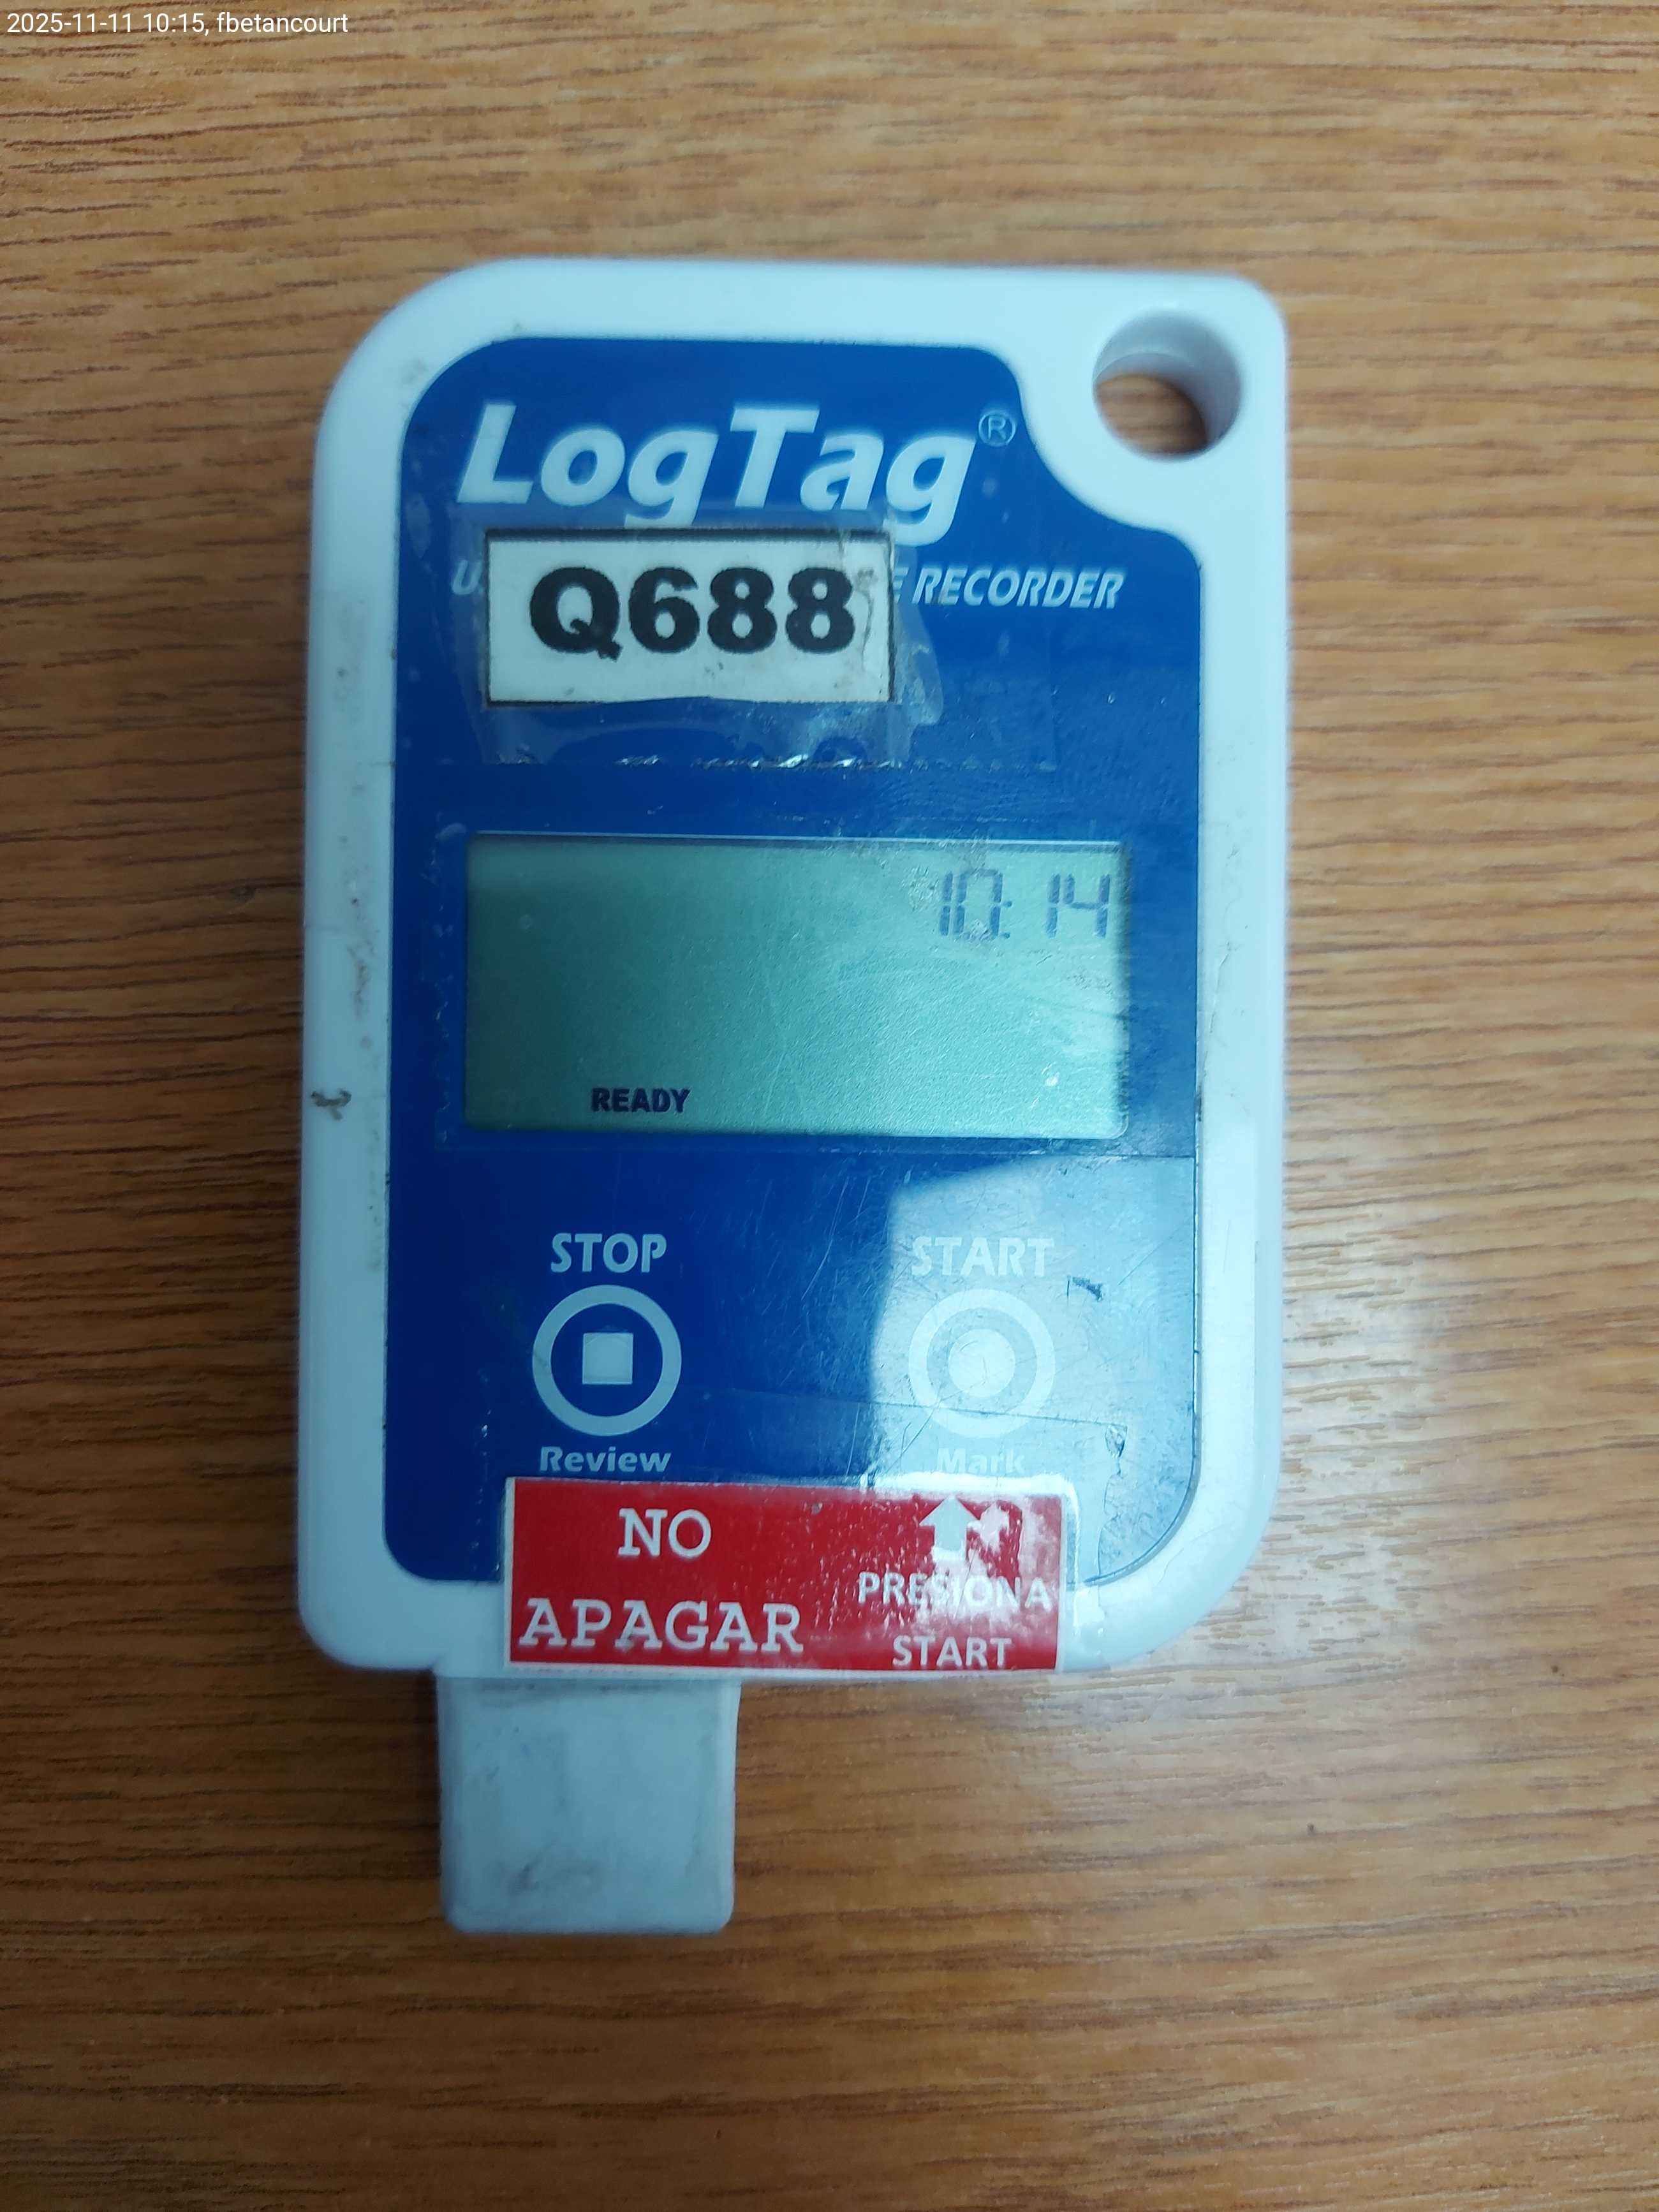 2025-11-11 10:15, fbetancourt
LogTag®
Q688
RECORDER
10:14
READY
STOP
START
Review
Mark
NO
APAGAR
PRESIONA
START